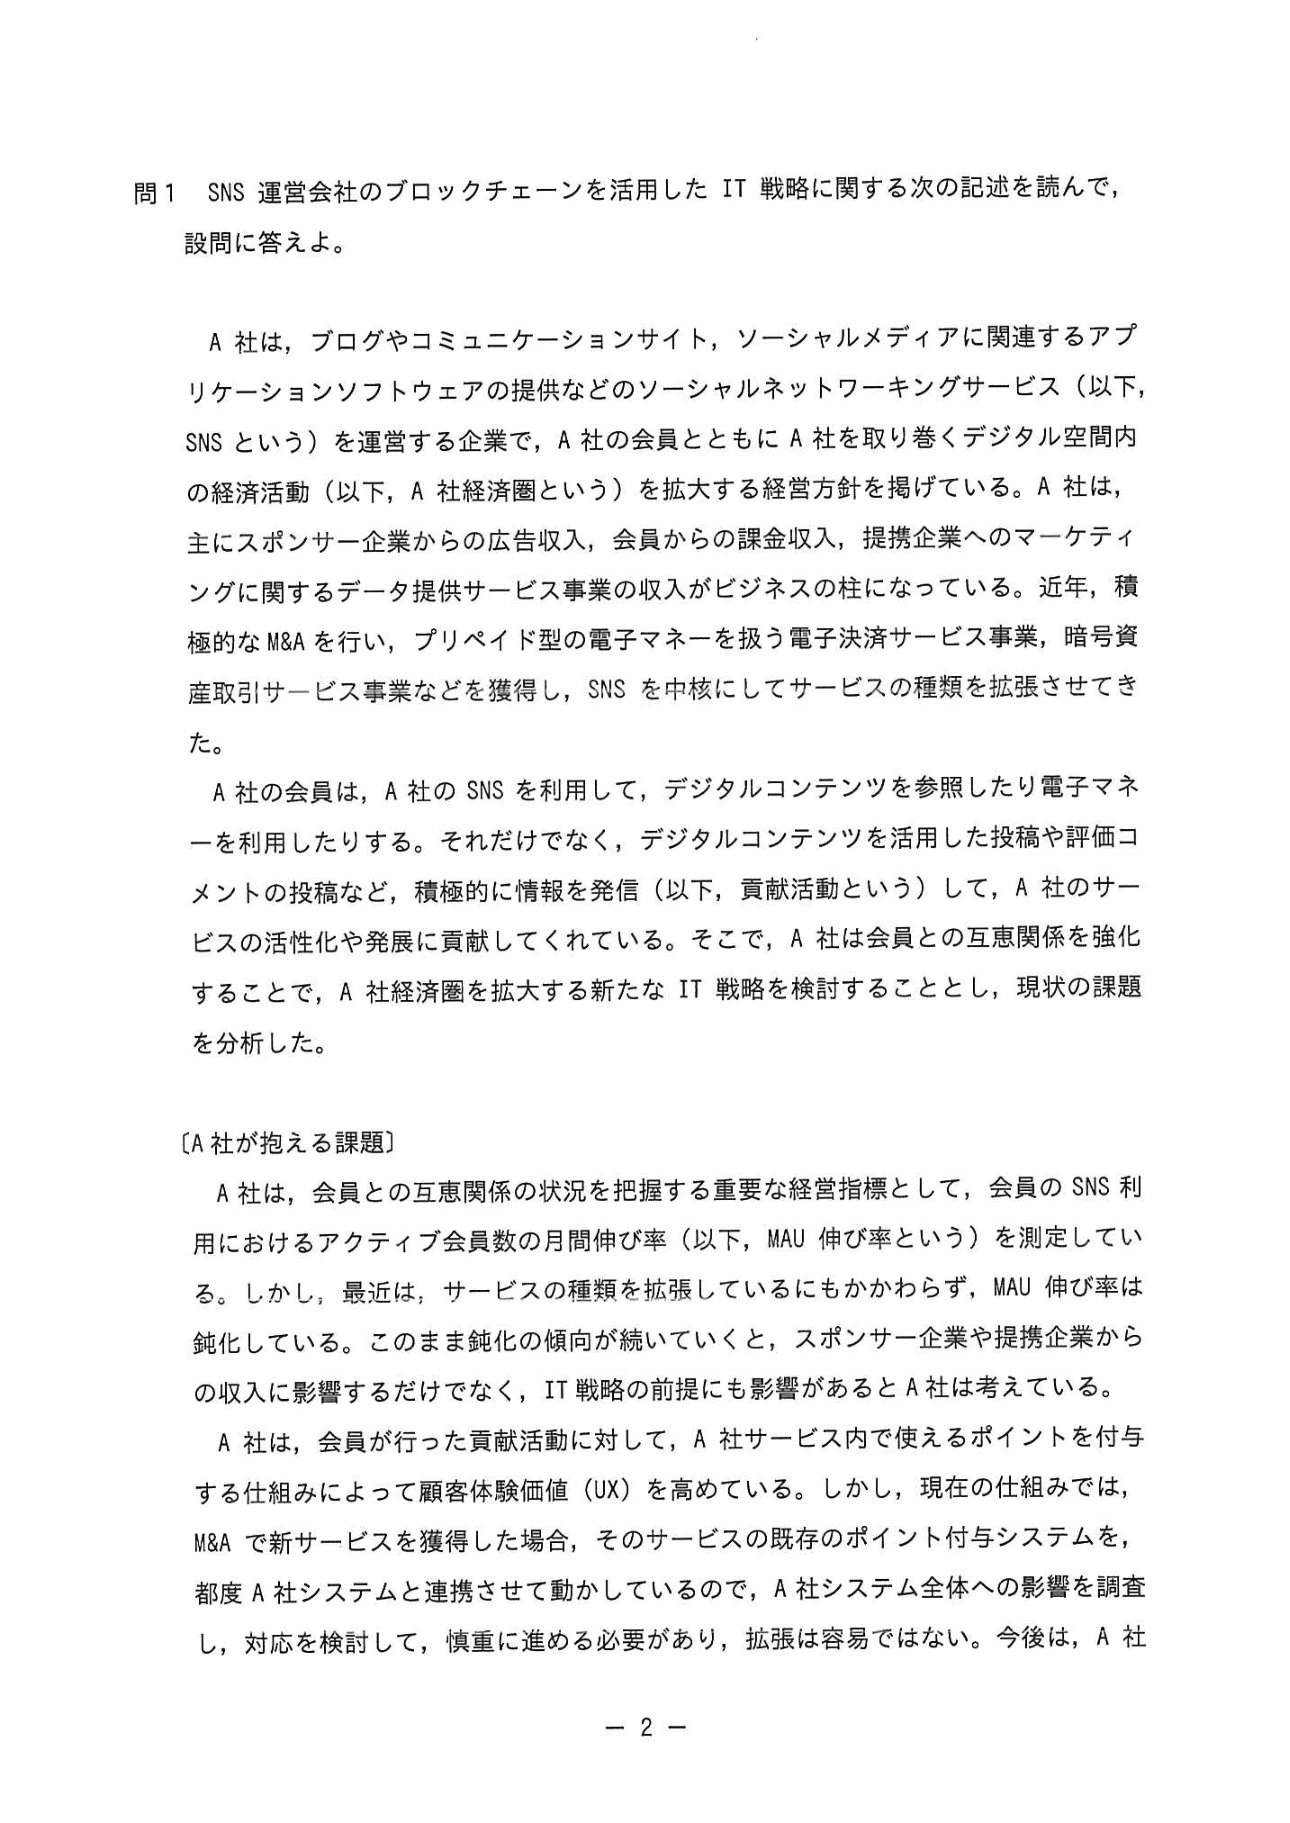 問1 SNS 運営会社のブロックチェーンを活用した IT 戦略に関する次の記述を読んで，
設問に答えよ。
A 社は，ブログやコミュニケーションサイト，ソーシャルメディアに関連するアプ
リケーションソフトウェアの提供などのソーシャルネットワーキングサービス（以下，
SNS という）を運営する企業で，A 社の会員とともに A 社を取り巻くデジタル空間内
の経済活動（以下，A 社経済圏という）を拡大する経営方針を掲げている。A 社は，
主にスポンサー企業からの広告収入，会員からの課金収入，提携企業へのマーケティ
ングに関するデータ提供サービス事業の収入がビジネスの柱になっている。近年，積
極的な M&A を行い，プリペイド型の電子マネーを扱う電子決済サービス事業，暗号資
産取引サービス事業などを獲得し，SNS を中核にしてサービスの種類を拡張させてき
た。
A 社の会員は，A 社の SNS を利用して，デジタルコンテンツを参照したり電子マネ
ーを利用したりする。それだけでなく，デジタルコンテンツを活用した投稿や評価コ
メントの投稿など，積極的に情報を発信（以下，貢献活動という）して，A 社のサー
ビスの活性化や発展に貢献してくれている。そこで，A 社は会員との互恵関係を強化
することで，A 社経済圏を拡大する新たな IT 戦略を検討することとし，現状の課題
を分析した。
〔A 社が抱える課題〕
A 社は，会員との互恵関係の状況を把握する重要な経営指標として，会員の SNS 利
用におけるアクティブ会員数の月間伸び率（以下，MAU 伸び率という）を測定してい
る。しかし，最近は，サービスの種類を拡張しているにもかかわらず，MAU 伸び率は
鈍化している。このまま鈍化の傾向が続いていくと，スポンサー企業や提携企業から
の収入に影響するだけでなく，IT 戦略の前提にも影響があると A 社は考えている。
A 社は，会員が行った貢献活動に対して，A 社サービス内で使えるポイントを付与
する仕組みによって顧客体験価値（UX）を高めている。しかし，現在の仕組みでは，
M&A で新サービスを獲得した場合，そのサービスの既存のポイント付与システムを，
都度 A 社システムと連携させて動かしているので，A 社システム全体への影響を調査
し，対応を検討して，慎重に進める必要があり，拡張は容易ではない。今後は，A 社
－ 2 －